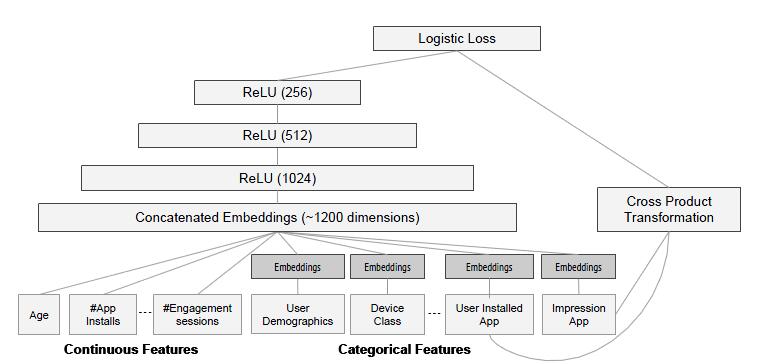 Logistic Loss
ReLU (256)
ReLU (512)
ReLU (1024)
Concatenated Embeddings (~1200 dimensions)
Cross Product
Transformation
Embeddings
Embeddings
Embeddings
Embeddings
Age
#App
Installs
---
#Engagement
sessions
User
Demographics
Device
Class
---
User Installed
App
Impression
App
Continuous Features
Categorical Features